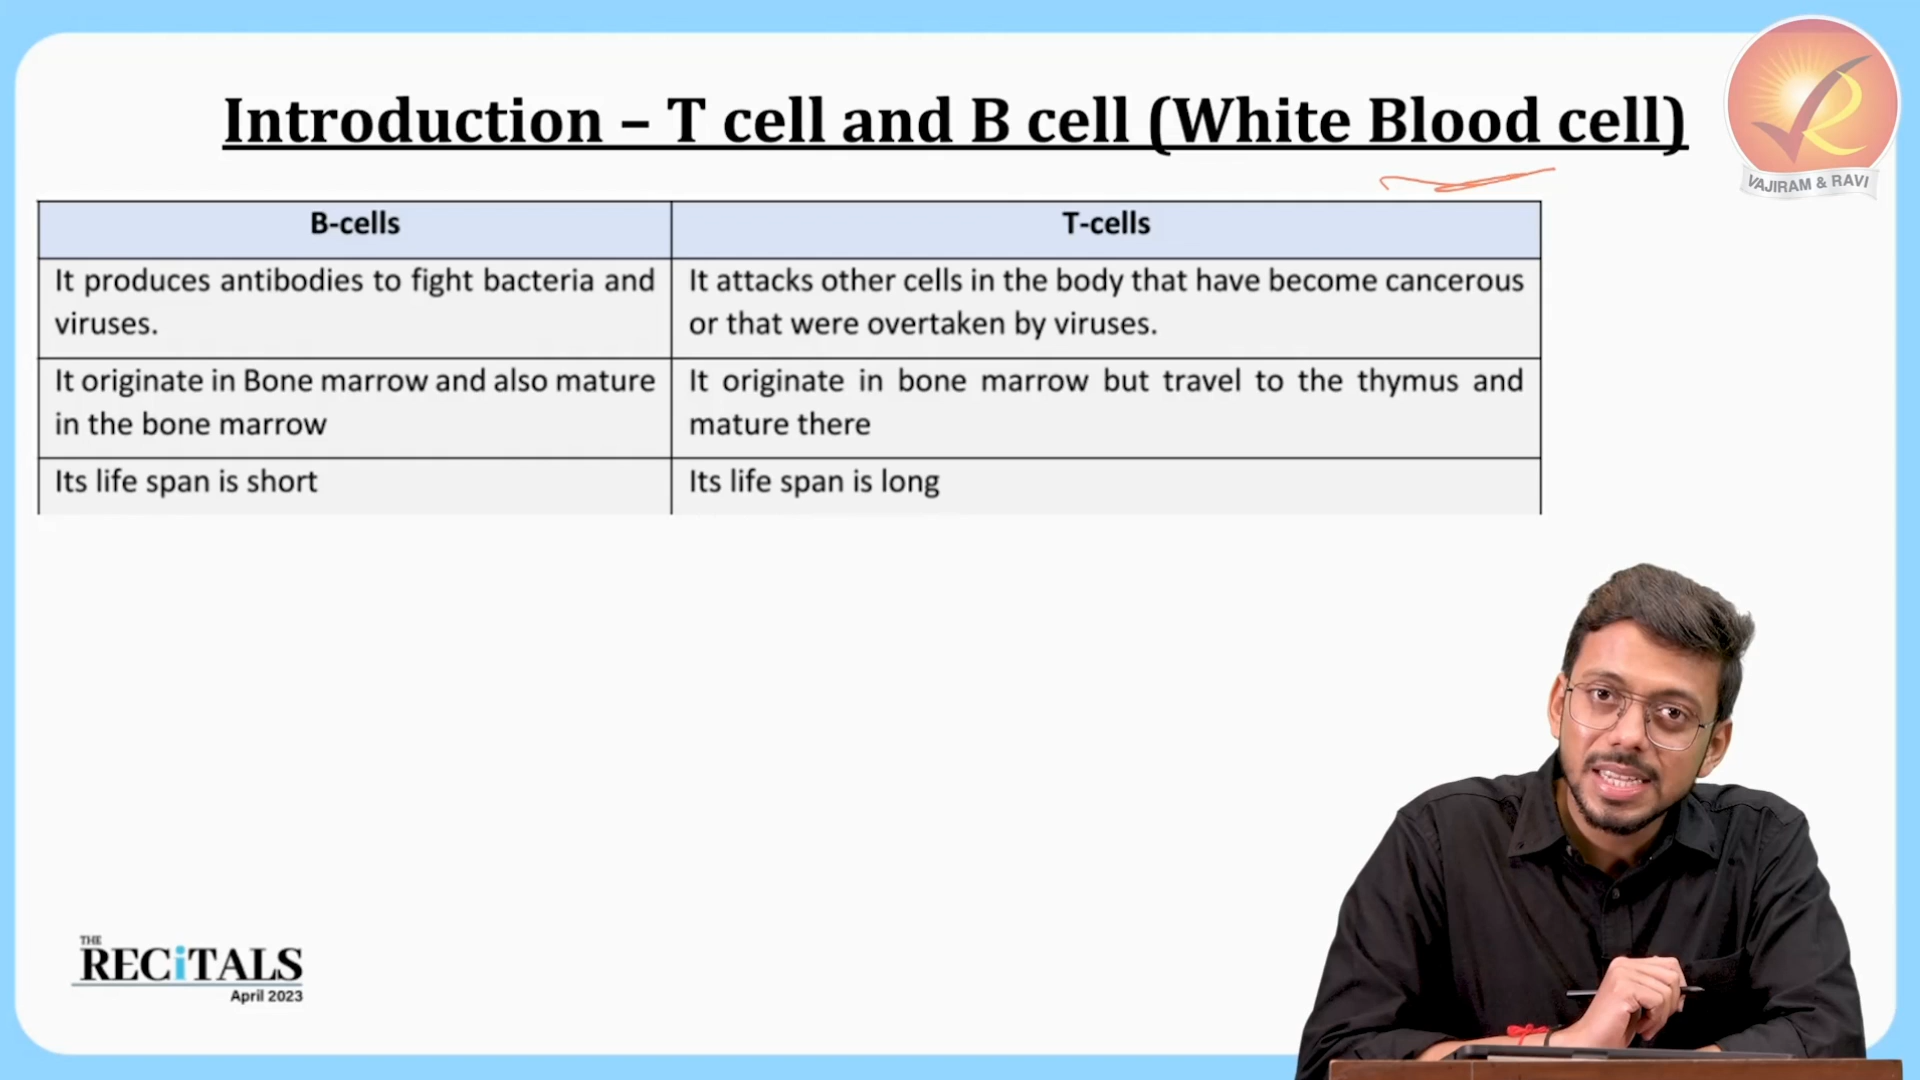 Introduction – T cell and B cell (White Blood cell)
VAJIRAM & RAVI
B-cells
T-cells
It produces antibodies to fight bacteria and
viruses.
It attacks other cells in the body that have become cancerous
or that were overtaken by viruses.
It originate in Bone marrow and also mature
in the bone marrow
It originate in bone marrow but travel to the thymus and
mature there
Its life span is short
Its life span is long
THE
RECiTALS
April 2023